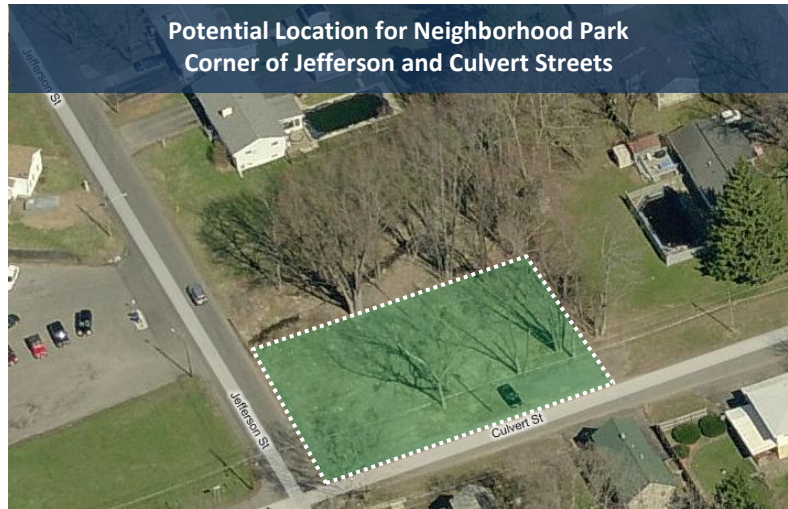 Potential Location for Neighborhood Park
Corner of Jefferson and Culvert Streets
Jefferson St
Jefferson St
Culvert St